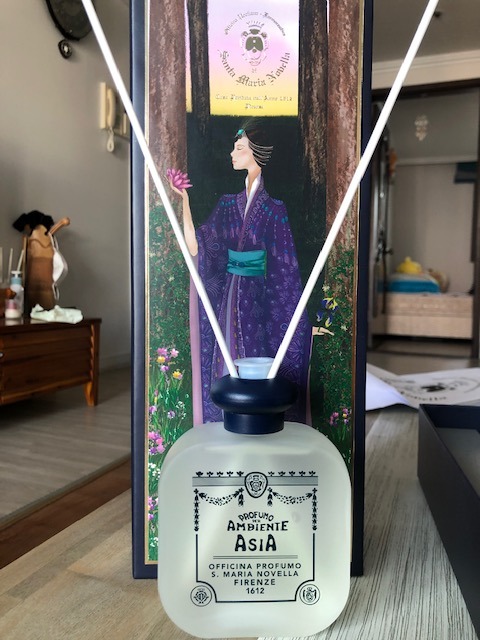 Santa Maria Novella
PROFUMO
PER
AMBIENTE
ASIA
OFFICINA PROFUMO
S. MARIA NOVELLA
FIRENZE
1612